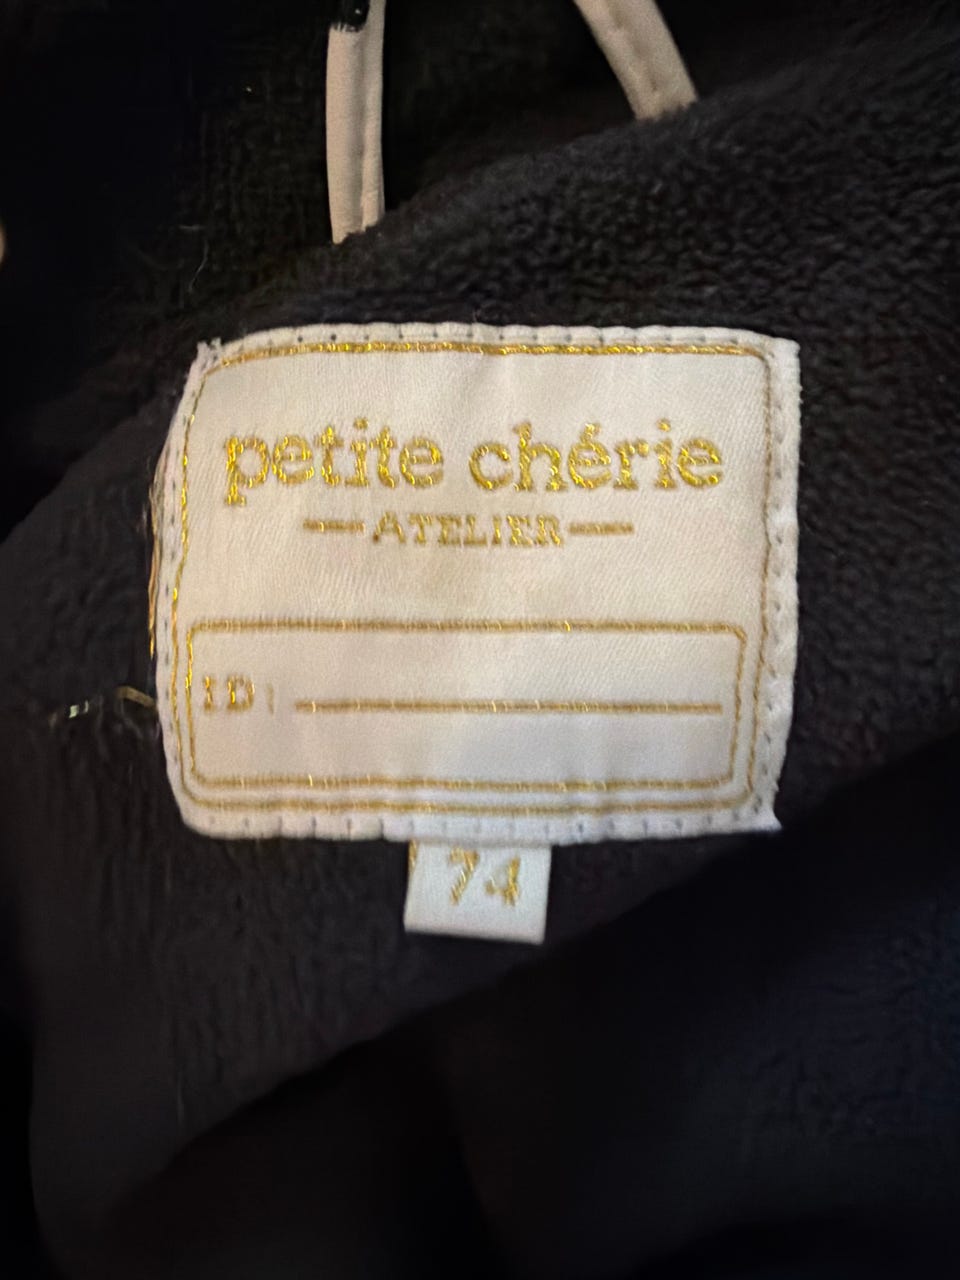 petite chérie
ATELIER
ID:
74